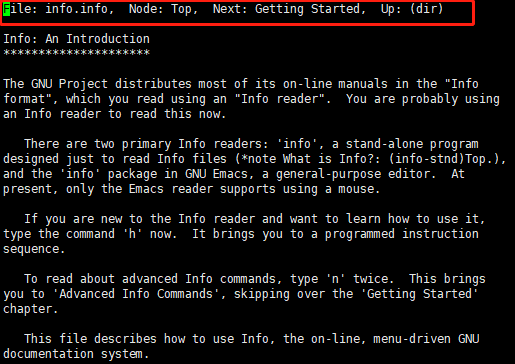 File: info.info,  Node: Top,  Next: Getting Started,  Up: (dir)
Info: An Introduction
*********************
The GNU Project distributes most of its on-line manuals in the "Info
format", which you read using an "Info reader".  You are probably using
an Info reader to read this now.
There are two primary Info readers: 'info', a stand-alone program
designed just to read Info files (*note What is Info?: (info-stnd)Top.),
and the 'info' package in GNU Emacs, a general-purpose editor.  At
present, only the Emacs reader supports using a mouse.
If you are new to the Info reader and want to learn how to use it,
type the command 'h' now.  It brings you to a programmed instruction
sequence.
To read about advanced Info commands, type 'n' twice.  This brings
you to 'Advanced Info Commands', skipping over the 'Getting Started'
chapter.
This file describes how to use Info, the on-line, menu-driven GNU
documentation system.